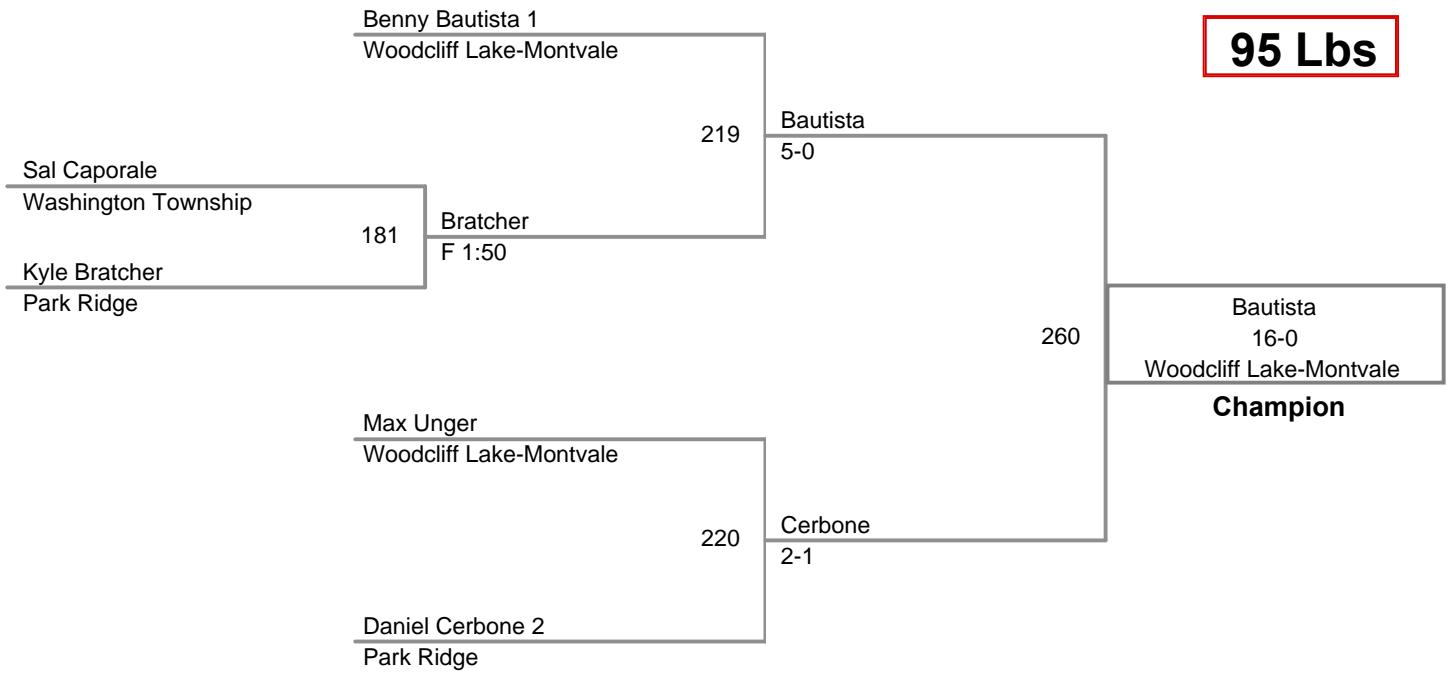 Benny Bautista 1
Woodcliff Lake-Montvale
95 Lbs
219
Bautista
5-0
Sal Caporale
Washington Township
181
Bratcher
F 1:50
Kyle Bratcher
Park Ridge
260
Bautista
16-0
Woodcliff Lake-Montvale
Champion
Max Unger
Woodcliff Lake-Montvale
220
Cerbone
2-1
Daniel Cerbone 2
Park Ridge